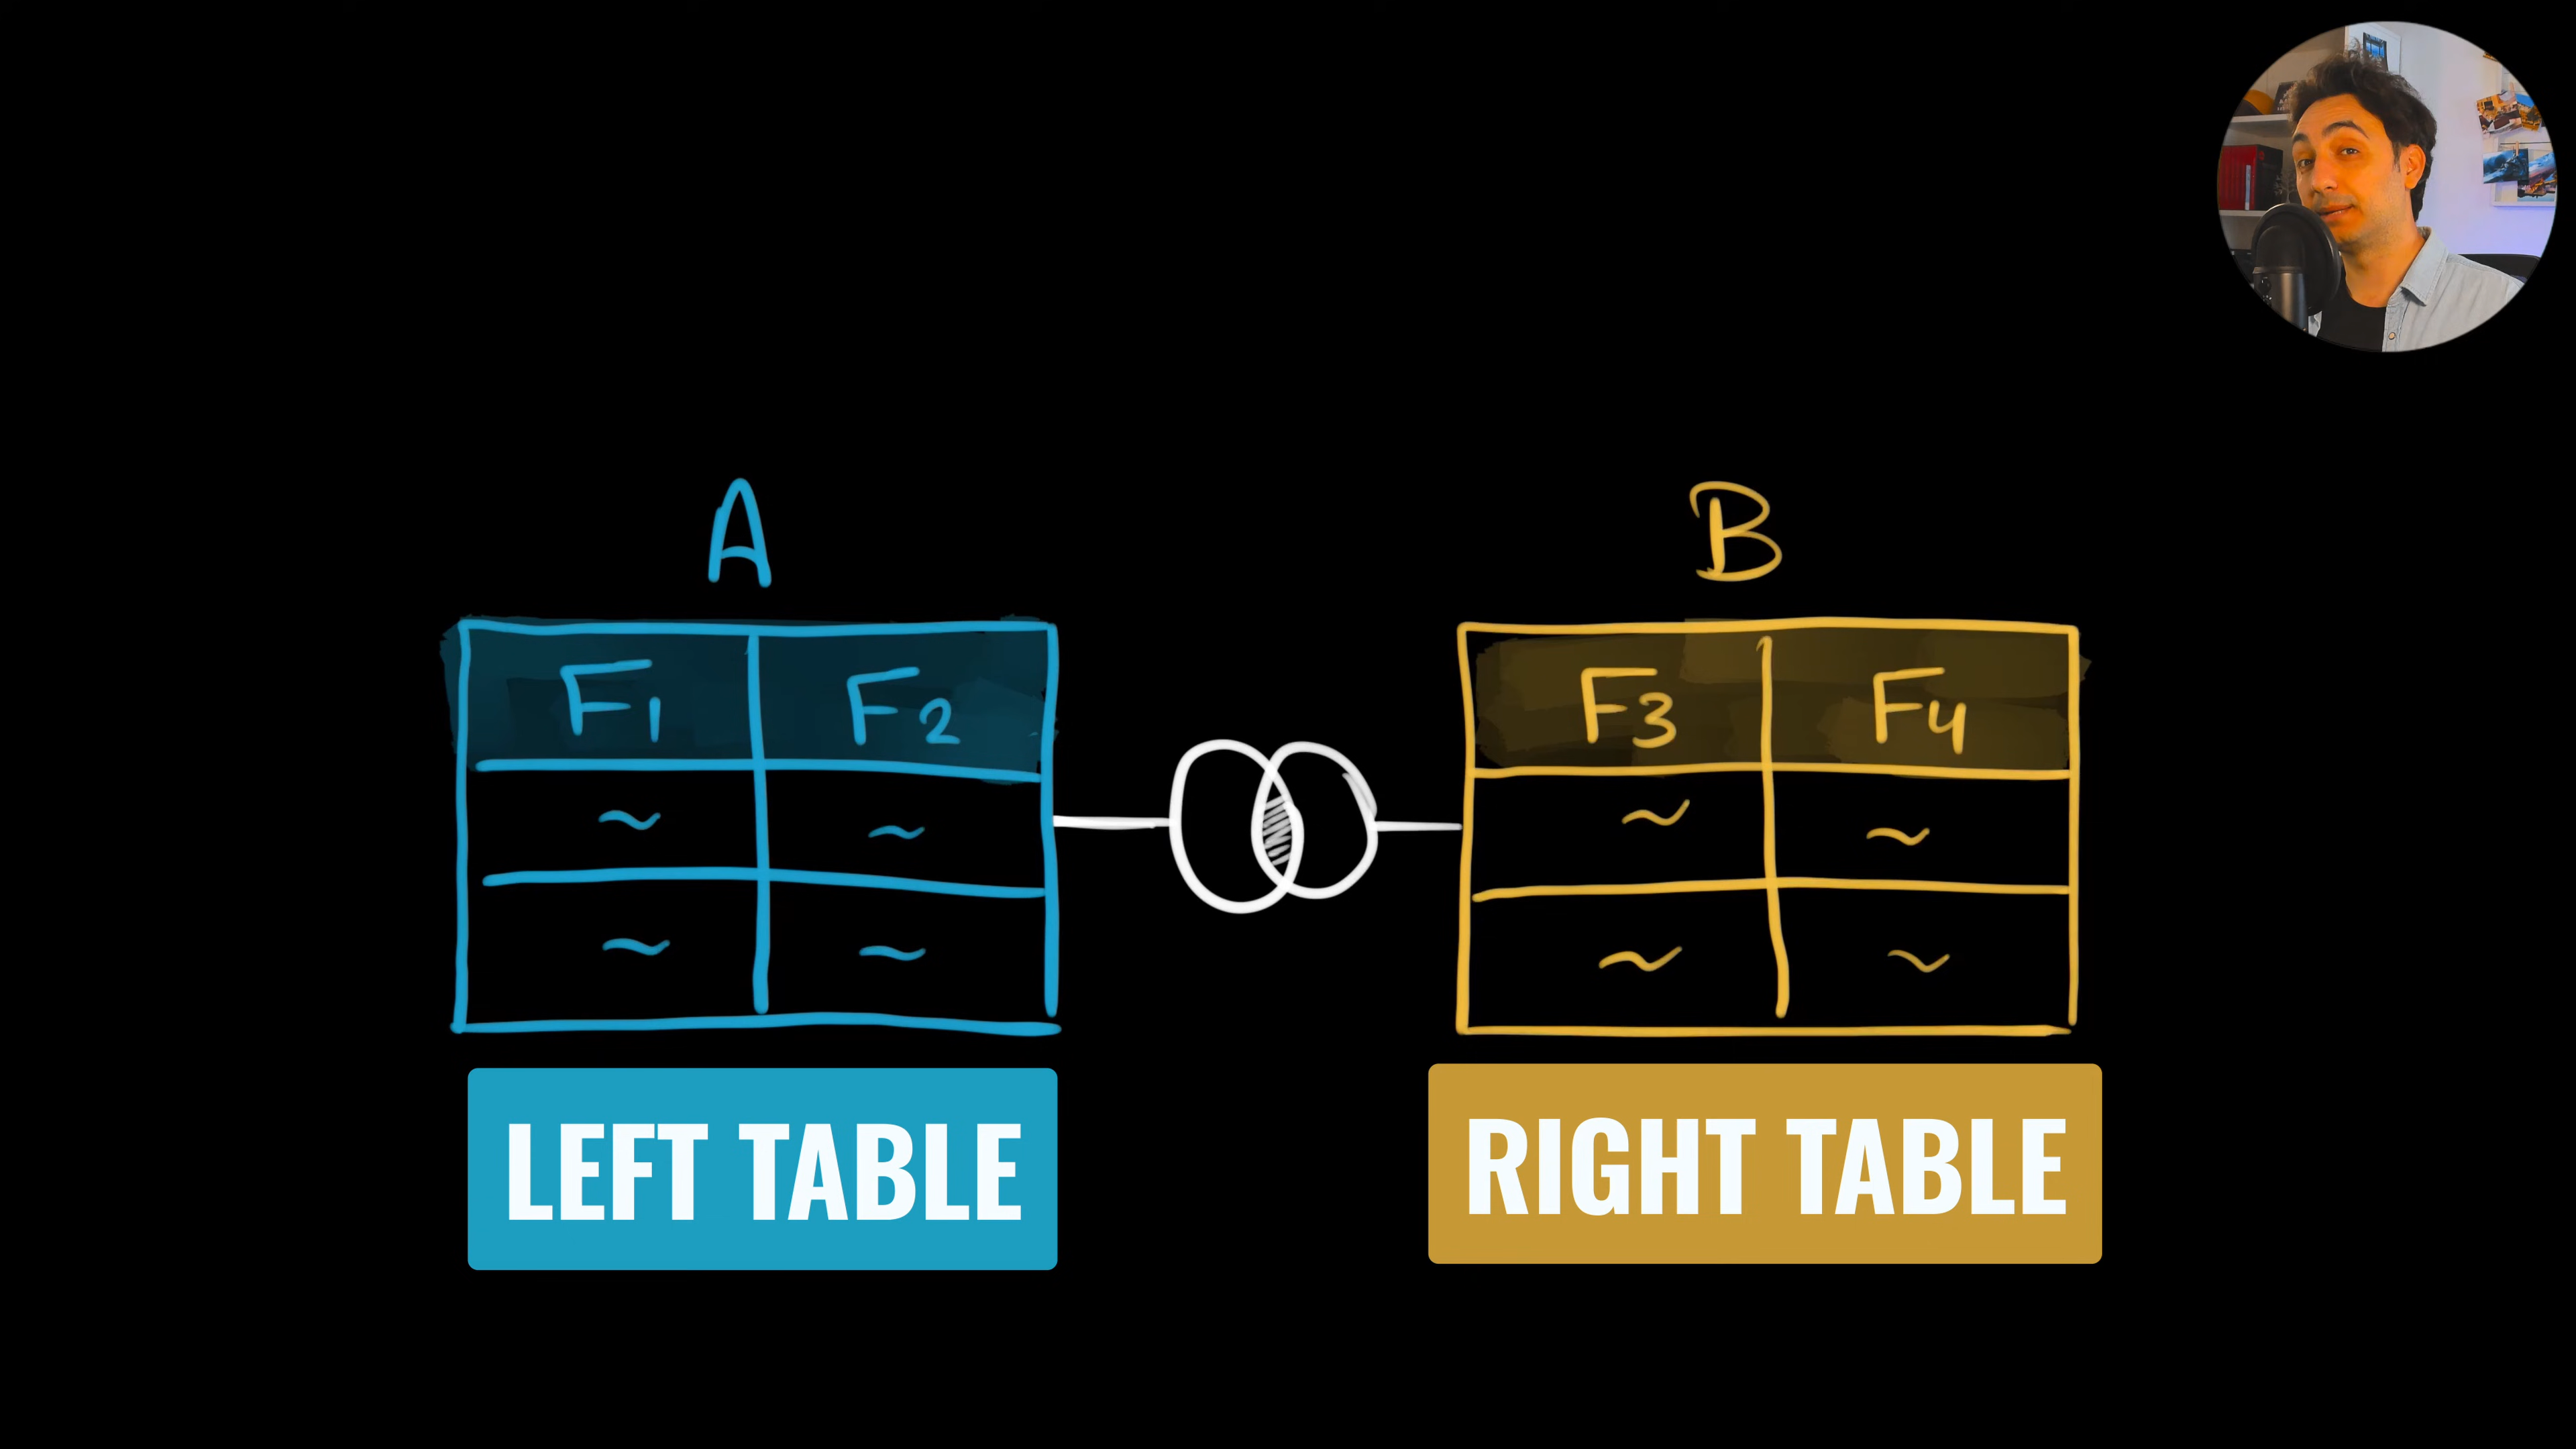 A
B
F1 F2
F3 F4
~ ~
~ ~
~ ~
~ ~
LEFT TABLE
RIGHT TABLE